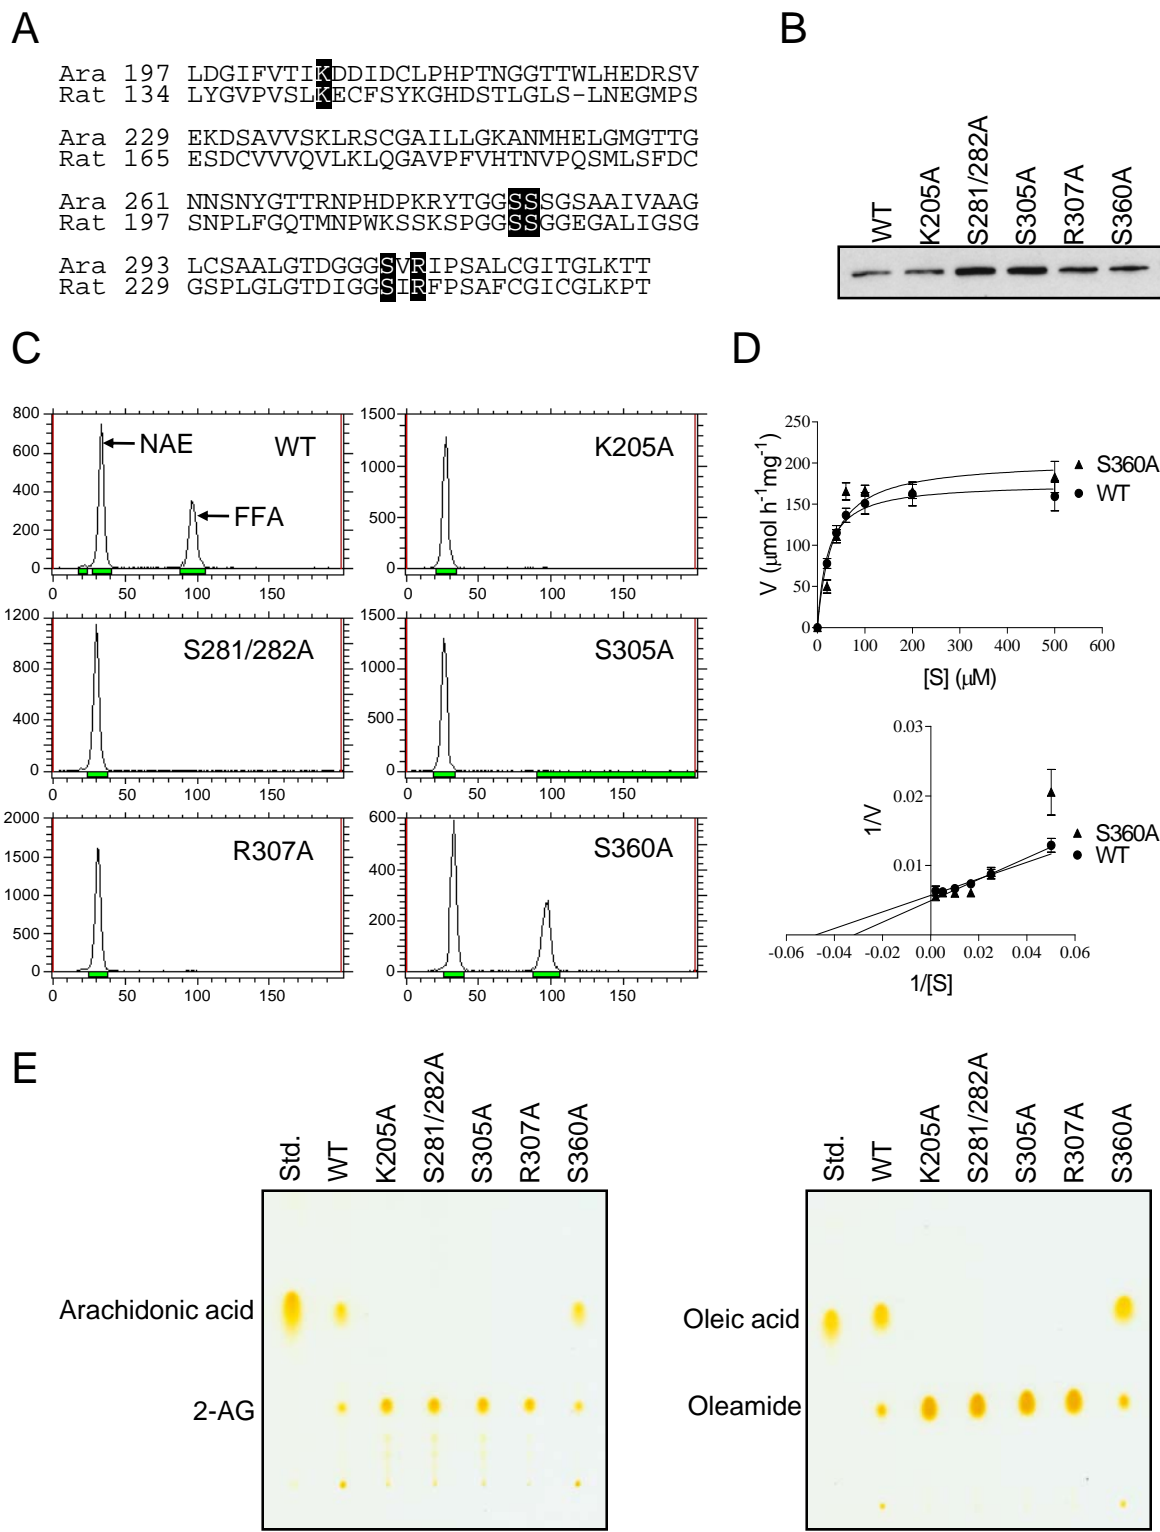 A
Ara 197 LDGIFVTIKDDIDCLPHPTNGGTTWLHEDRSV
Rat 134 LYGVPVSLKECFSYKGHDSTLGLS-LNEGMPS
Ara 229 EKDSAVVSKLRSCGAILLGKANMHELGMGTTG
Rat 165 ESDCVVVQVLKLQGAVPFVHTNVPQSMLSFDC
Ara 261 NNSNYGTTRNPHDPKRYTGGSSSGSAAIVAAG
Rat 197 SNPLFGQTMNPWKSSKSPGGSSGGEGALIGSG
Ara 293 LCSAALGTDGGGSVRIPSALCGITGLKTT
Rat 229 GSPLGLGTDIGGSIRFPSAFCGICGLKPT
B
WT K205A S281/282A S305A R307A S360A
C
800 600 400 200 0
WT
NAE
FFA
0 50 100 150
1500 1000 500 0
K205A
0 50 100 150
1200 800 400 0
S281/282A
0 50 100 150
1500 1000 500 0
S305A
0 50 100 150
2000 1500 1000 500 0
R307A
0 50 100 150
600 400 200 0
S360A
0 50 100 150
D
V (µmol h-1mg-1)
250 200 150 100 50 0
S360A
WT
0 100 200 300 400 500 600
[S] (µM)
1/V
0.03
0.02
0.01
S360A
WT
-0.06 -0.04 -0.02 0.00 0.02 0.04 0.06
1/[S]
E
Std. WT K205A S281/282A S305A R307A S360A
Arachidonic acid
2-AG
Std. WT K205A S281/282A S305A R307A S360A
Oleic acid
Oleamide